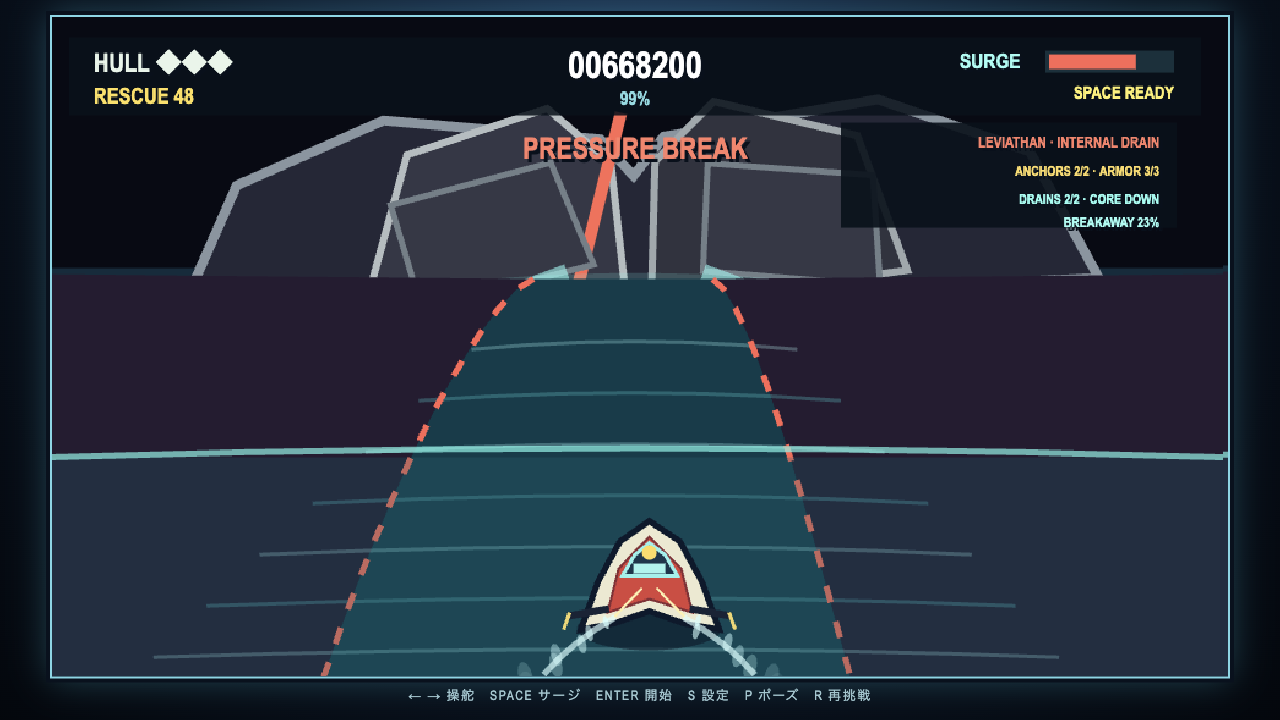 HULL
RESCUE 48
00668200
99%
SURGE
SPACE READY
PRESSURE BREAK
LEVIATHAN · INTERNAL DRAIN
ANCHORS 2/2 · ARMOR 3/3
DRAINS 2/2 · CORE DOWN
BREAKAWAY 23%
← → 操舵 SPACE サージ ENTER 開始 S 設定 P ポーズ R 再挑戦